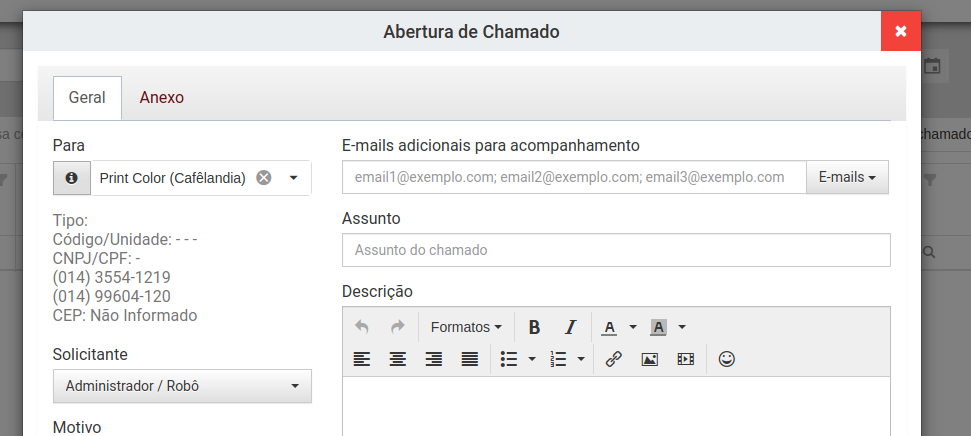 Abertura de Chamado
Geral
Anexo
Para
Print Color (Cafêlandia)
Tipo:
Código/Unidade: - - -
CNPJ/CPF: -
(014) 3554-1219
(014) 99604-120
CEP: Não Informado
Solicitante
Administrador / Robô
Motivo
E-mails adicionais para acompanhamento
email1@exemplo.com; email2@exemplo.com; email3@exemplo.com
E-mails
Assunto
Assunto do chamado
Descrição
Formatos
B I A A
chamado